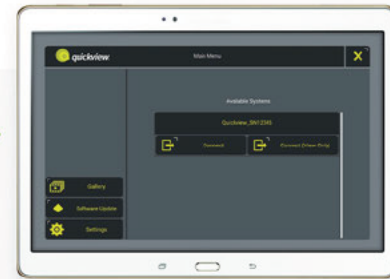 quickview
Main Menu
X
Available Systems
Quickview_SN12345
Connect
Connect (View Only)
Gallery
Software Update
Settings